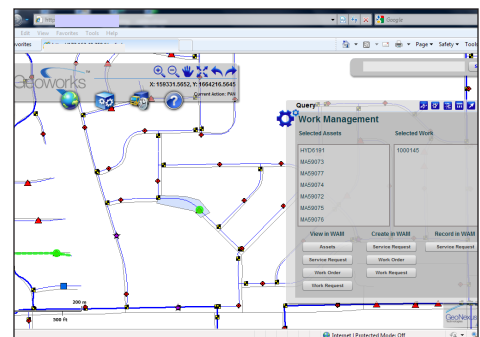 http
Edit View Favorites Tools Help
vorites
Google
Page Safety Tools
Geoworks
X: 159331.5652, Y: 1664216.5645
Current Action: PAN
Query
Work Management
Selected Assets Selected Work
HYD6181 1000145
MA59073
MA59077
MA59074
MA59072
MA59075
MA59076
View in WAM Create in WAM Record in WAM
Assets Service Request Service Request
Service Request Work Order
Work Order Work Request
Work Request
200 m
500 ft
GeoNexus
Internet | Protected Mode: Off